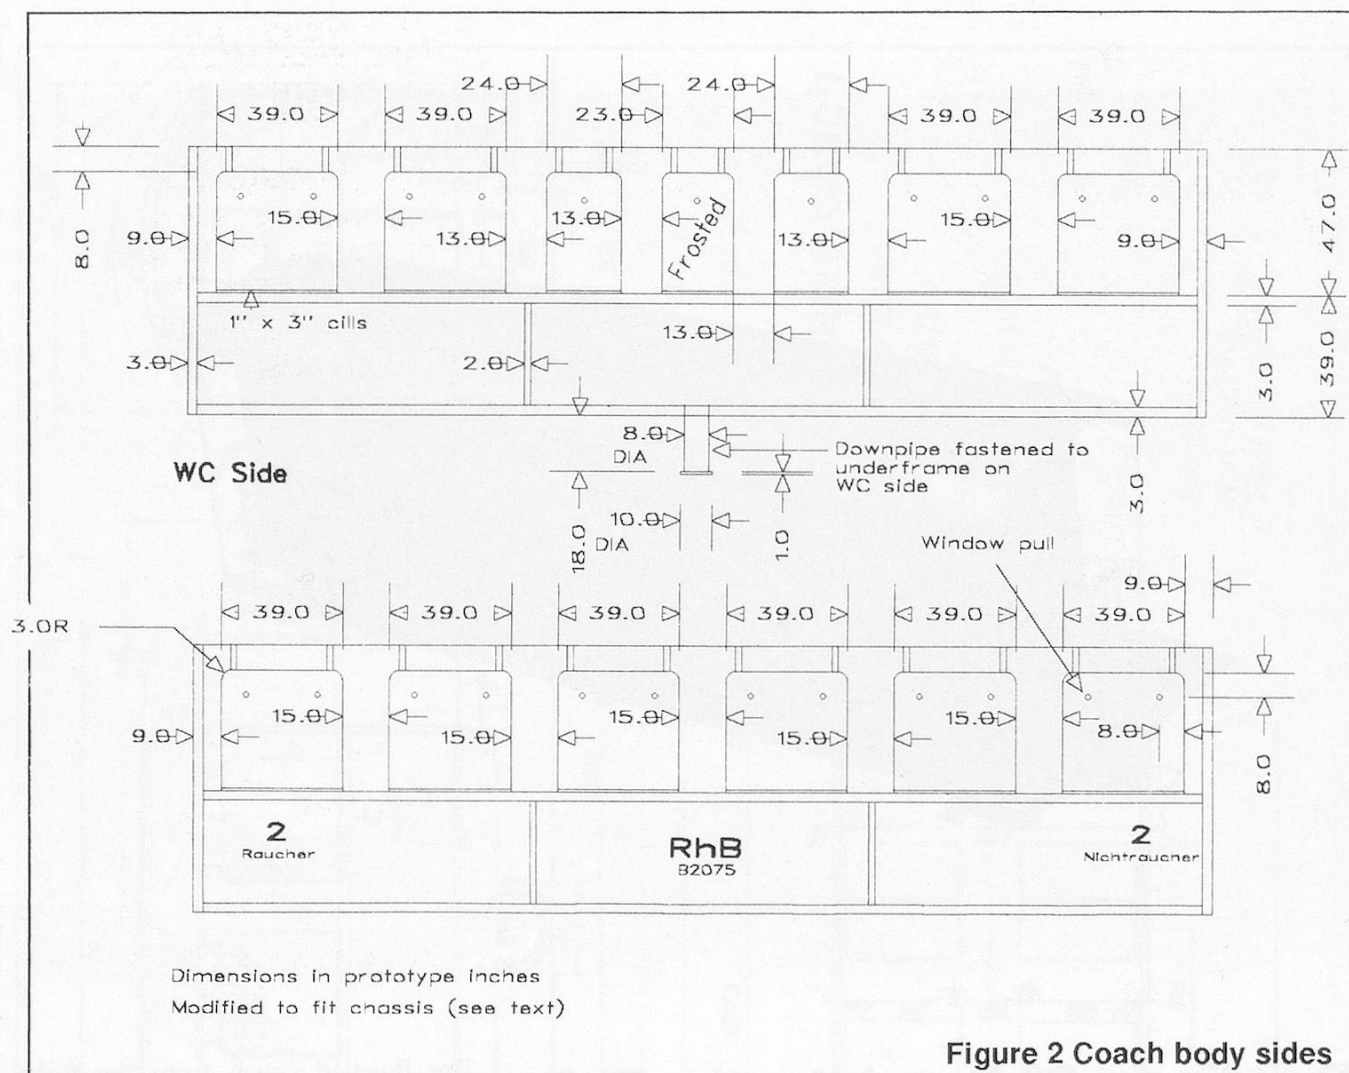 24.0 24.0
39.0 39.0 23.0 39.0 39.0
8.0 15.0 13.0 Frosted 15.0 47.0
9.0 13.0 13.0 9.0
1" x 3" cills
13.0
3.0 2.0 3.0 39.0
8.0
DIA
Downpipe fastened to
underframe on
WC side
WC Side
3.0
18.0
10.0
DIA
1.0
Window pull
9.0
39.0 39.0 39.0 39.0 39.0 39.0
3.0R
15.0 15.0 15.0
9.0 15.0 15.0 8.0
8.0
2
Raucher
RhB
B2075
2
Nichtraucher
Dimensions in prototype inches
Modified to fit chassis (see text)
Figure 2 Coach body sides